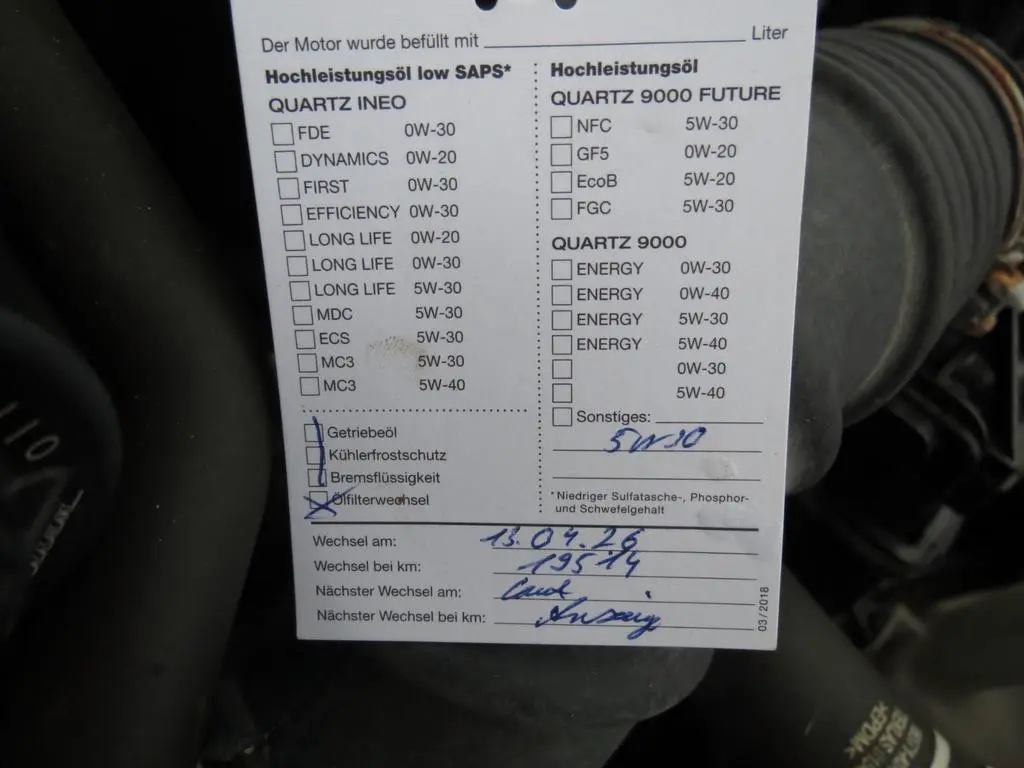 Der Motor wurde befüllt mit Liter
Hochleistungsöl low SAPS*
QUARTZ INEO
FDE 0W-30
DYNAMICS 0W-20
FIRST 0W-30
EFFICIENCY 0W-30
LONG LIFE 0W-20
LONG LIFE 0W-30
LONG LIFE 5W-30
MDC 5W-30
ECS 5W-30
MC3 5W-30
MC3 5W-40
Getriebeöl
Kühlerfrostschutz
Bremsflüssigkeit
Ölfilterwechsel
Hochleistungsöl
QUARTZ 9000 FUTURE
NFC 5W-30
GF5 0W-20
EcoB 5W-20
FGC 5W-30
QUARTZ 9000
ENERGY 0W-30
ENERGY 0W-40
ENERGY 5W-30
ENERGY 5W-40
0W-30
5W-40
Sonstiges:
5W30
*Niedriger Sulfatasche-, Phosphor-
und Schwefelgehalt
Wechsel am: 13.04.26
Wechsel bei km: 19514
Nächster Wechsel am: Laut
Nächster Wechsel bei km: Anzeige
03/2018
110